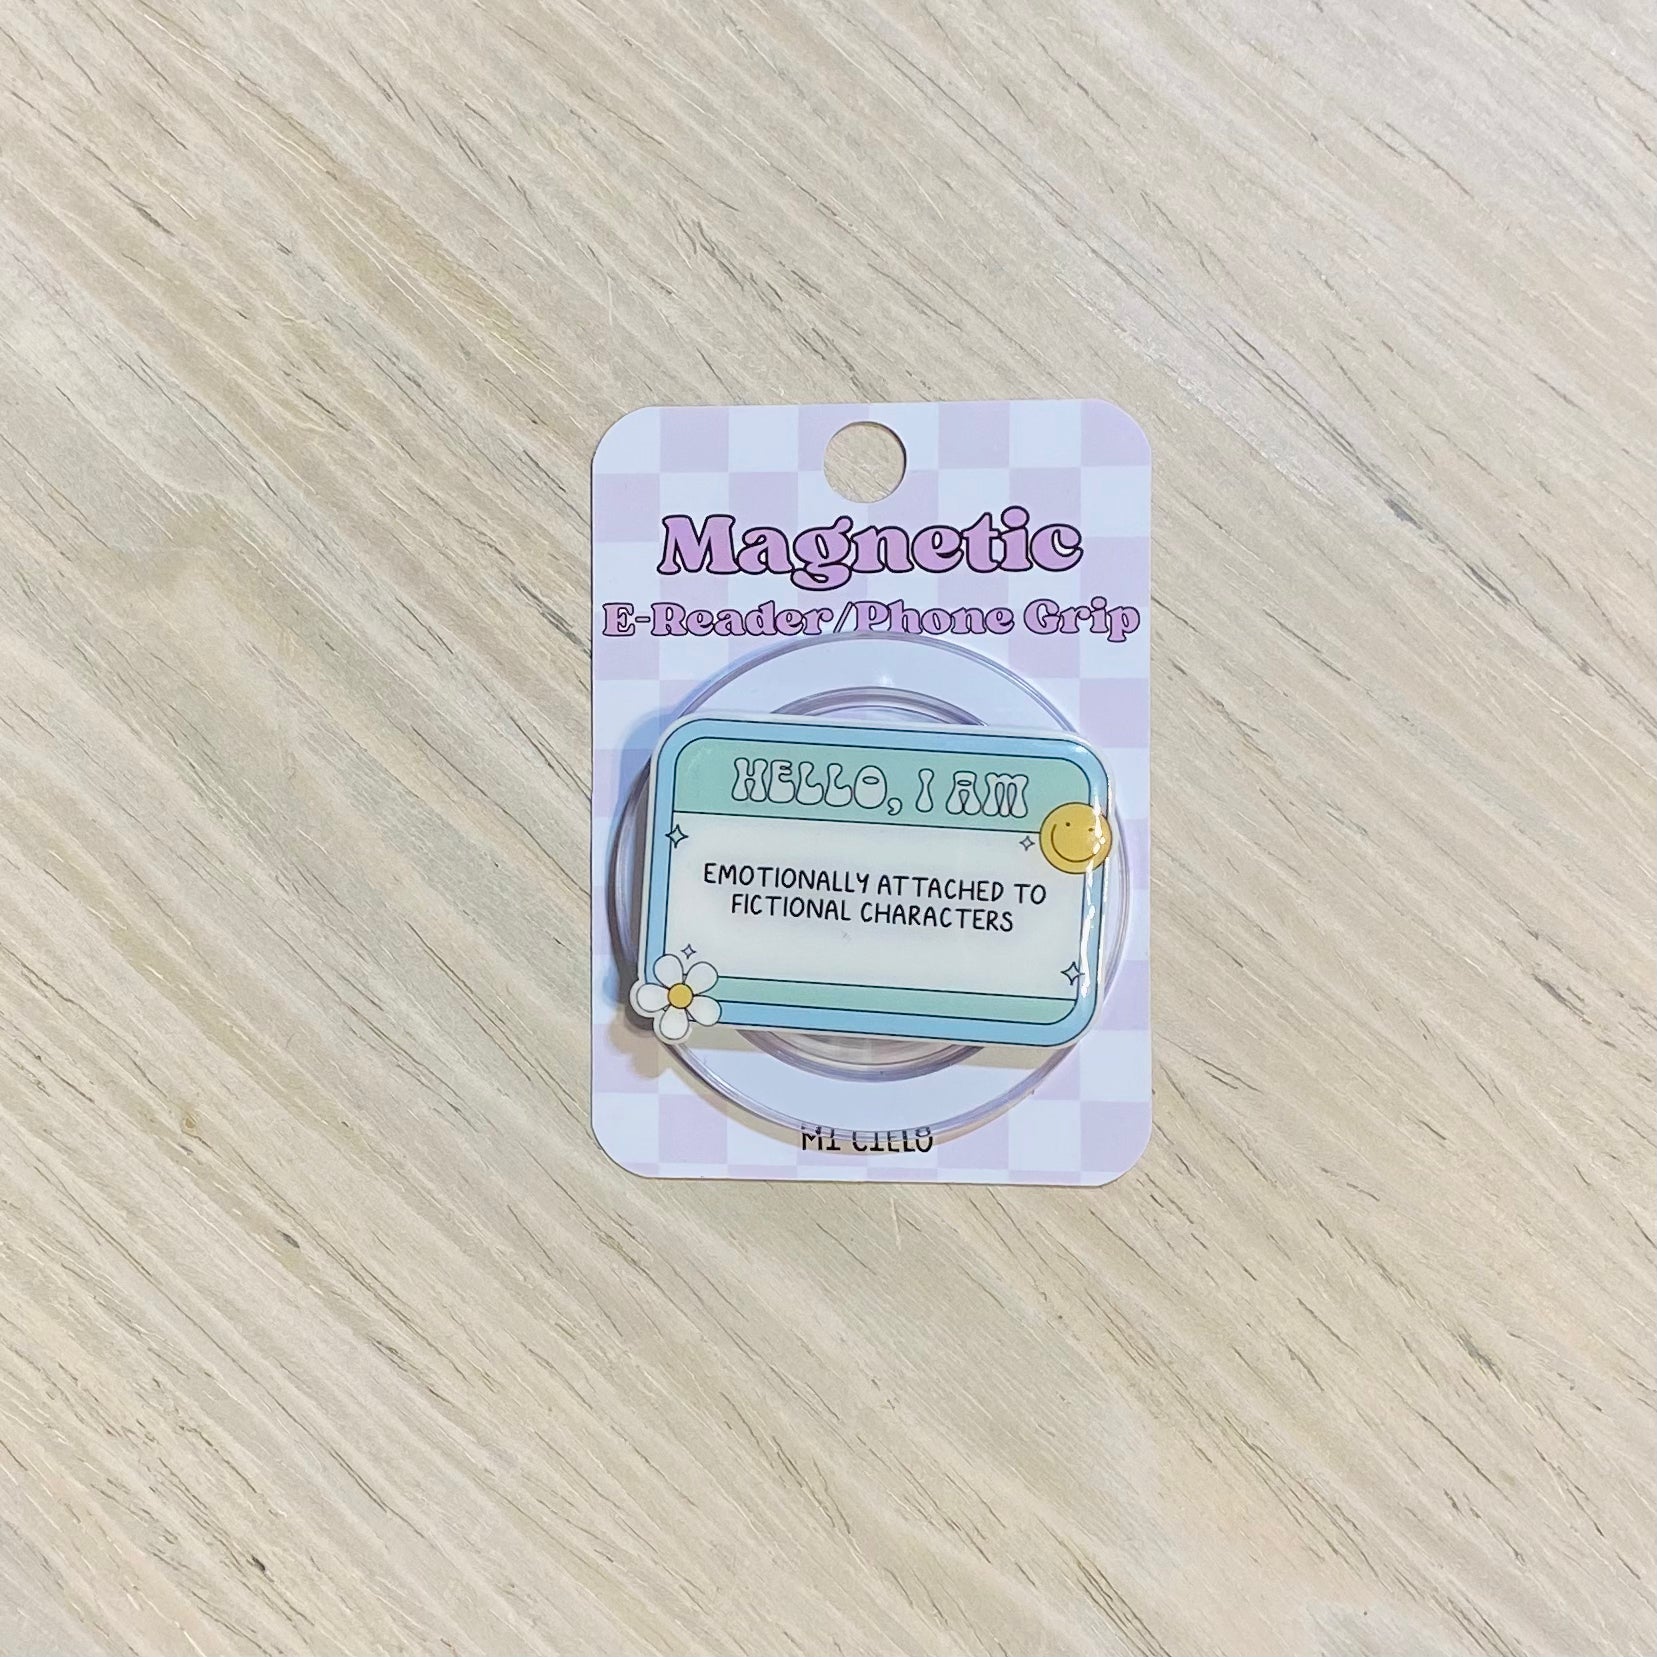 Magnetic
E-Reader/Phone Grip
HELLO, I AM
EMOTIONALLY ATTACHED TO
FICTIONAL CHARACTERS
MI CIELO